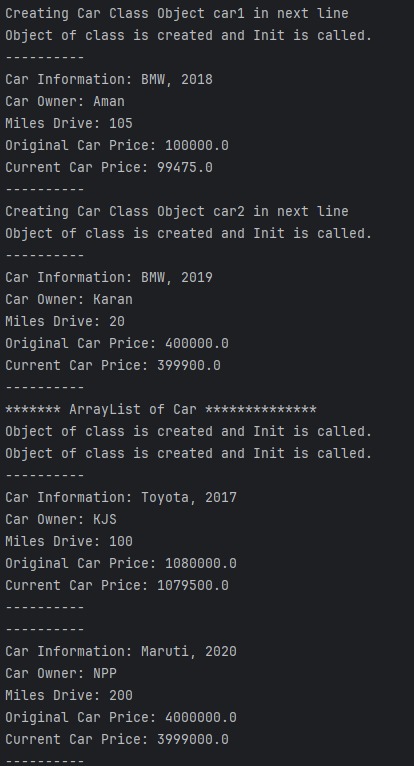 Creating Car Class Object car1 in next line
Object of class is created and Init is called.
----------
Car Information: BMW, 2018
Car Owner: Aman
Miles Drive: 105
Original Car Price: 100000.0
Current Car Price: 99475.0
----------
Creating Car Class Object car2 in next line
Object of class is created and Init is called.
----------
Car Information: BMW, 2019
Car Owner: Karan
Miles Drive: 20
Original Car Price: 400000.0
Current Car Price: 399900.0
----------
******* ArrayList of Car **************
Object of class is created and Init is called.
Object of class is created and Init is called.
----------
Car Information: Toyota, 2017
Car Owner: KJS
Miles Drive: 100
Original Car Price: 1080000.0
Current Car Price: 1079500.0
----------
----------
Car Information: Maruti, 2020
Car Owner: NPP
Miles Drive: 200
Original Car Price: 4000000.0
Current Car Price: 3999000.0
----------